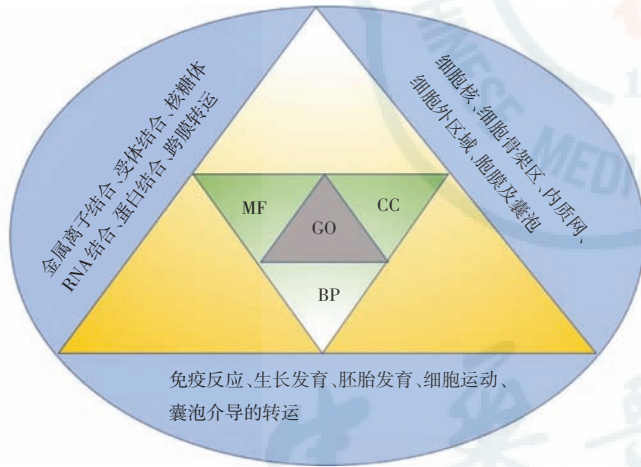 金属离子结合、受体结合、核糖体
RNA结合、蛋白结合、跨膜转运
细胞核、细胞骨架区、内质网、
细胞外区域、胞膜及囊泡
MF
CC
GO
BP
免疫反应、生长发育、胚胎发育、细胞运动、
囊泡介导的转运